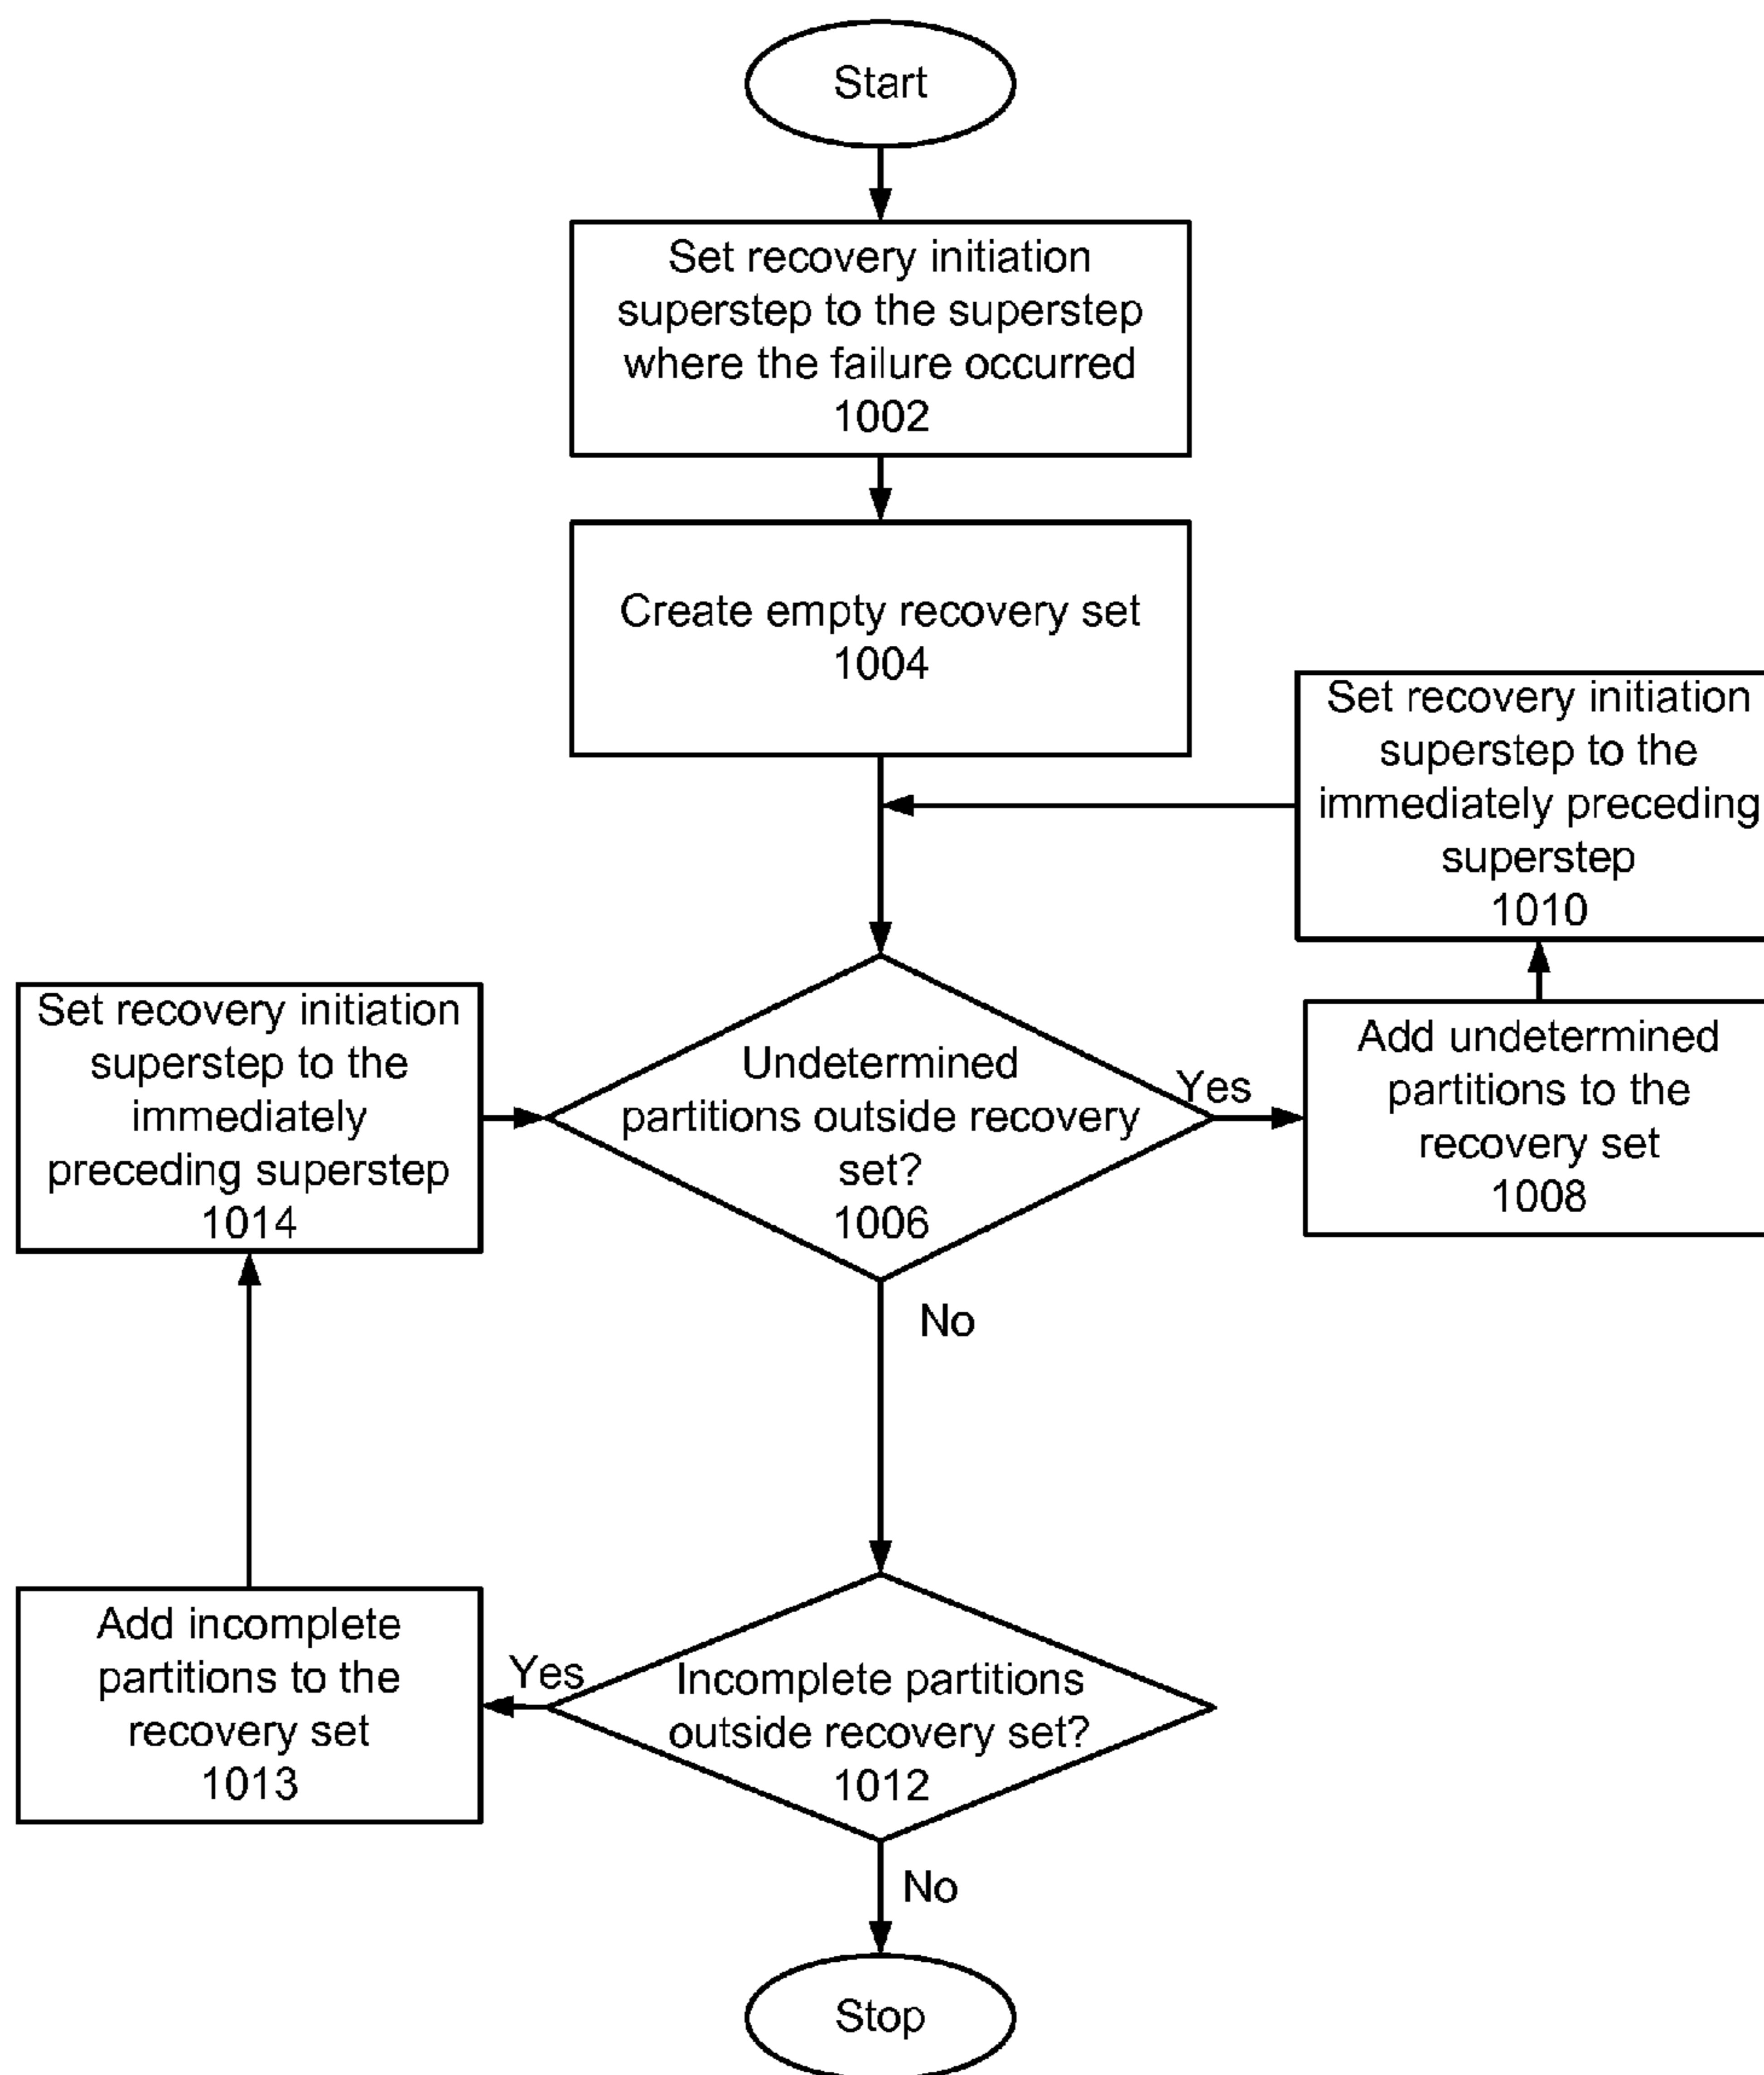 Start
Set recovery initiation
superstep to the superstep
where the failure occurred
1002
Create empty recovery set
1004
Set recovery initiation
superstep to the
immediately preceding
superstep
1010
Set recovery initiation
superstep to the
immediately
preceding superstep
1014
Undetermined
partitions outside recovery
set?
1006
Yes
Add undetermined
partitions to the
recovery set
1008
No
Add incomplete
partitions to the
recovery set
1013
Yes
Incomplete partitions
outside recovery set?
1012
No
Stop